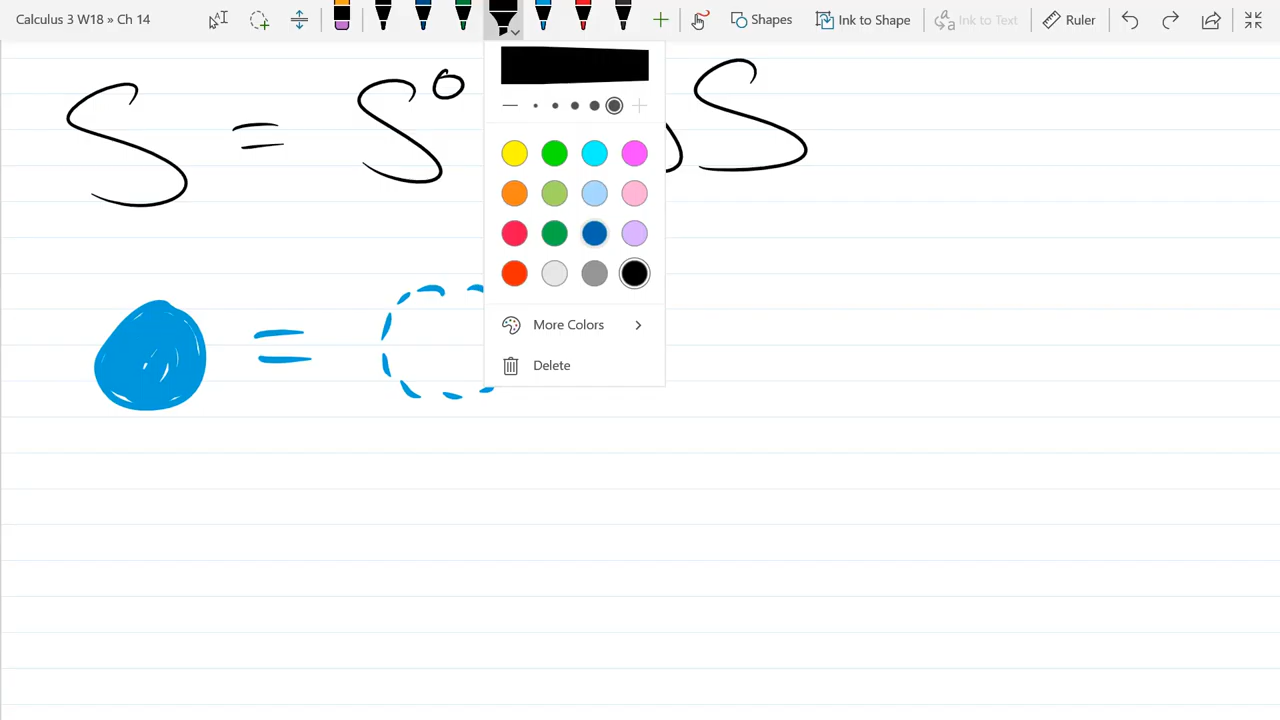 Calculus 3 W18 » Ch 14 Shapes Ink to Shape Ink to Text Ruler
S = S° S
=
More Colors
Delete